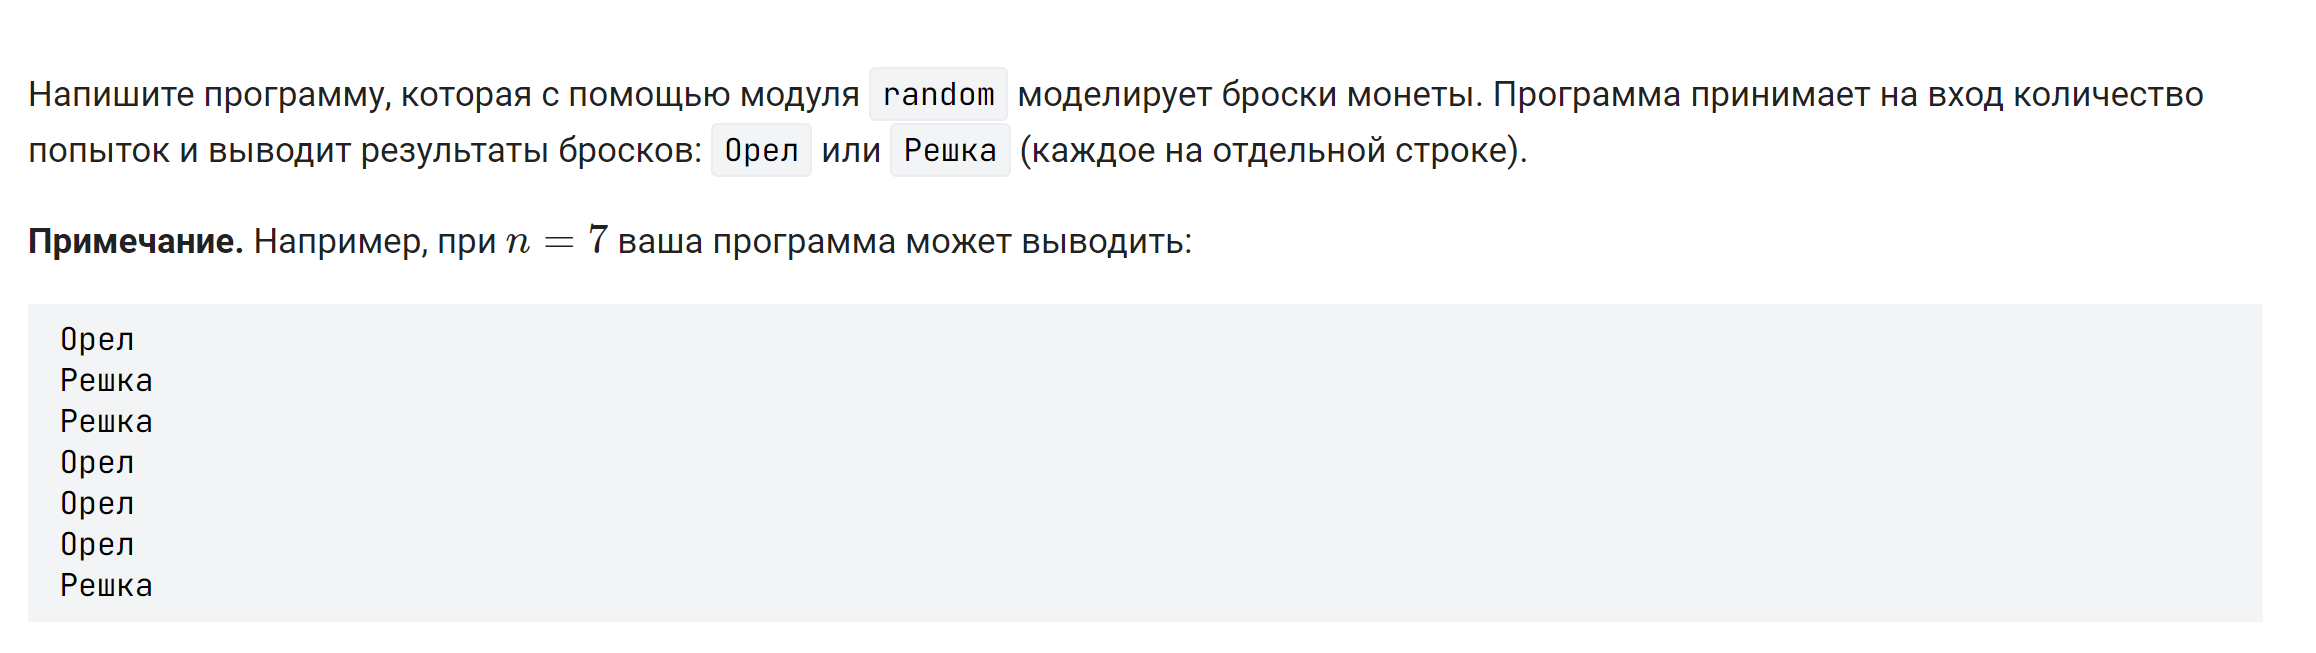 Напишите программу, которая с помощью модуля random моделирует броски монеты. Программа принимает на вход количество
попыток и выводит результаты бросков: Орел или Решка (каждое на отдельной строке).
Примечание. Например, при n = 7 ваша программа может выводить:
Орел
Решка
Решка
Орел
Орел
Орел
Решка